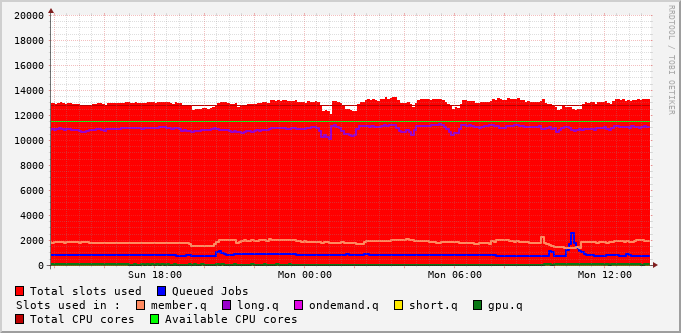 20000
18000
16000
14000
12000
10000
8000
6000
4000
2000
0
Sun 18:00 Mon 00:00 Mon 06:00 Mon 12:00
Total slots used Queued Jobs
Slots used in : member.q long.q ondemand.q short.q gpu.q
Total CPU cores Available CPU cores
RRDTOOL / TOBI OETIKER